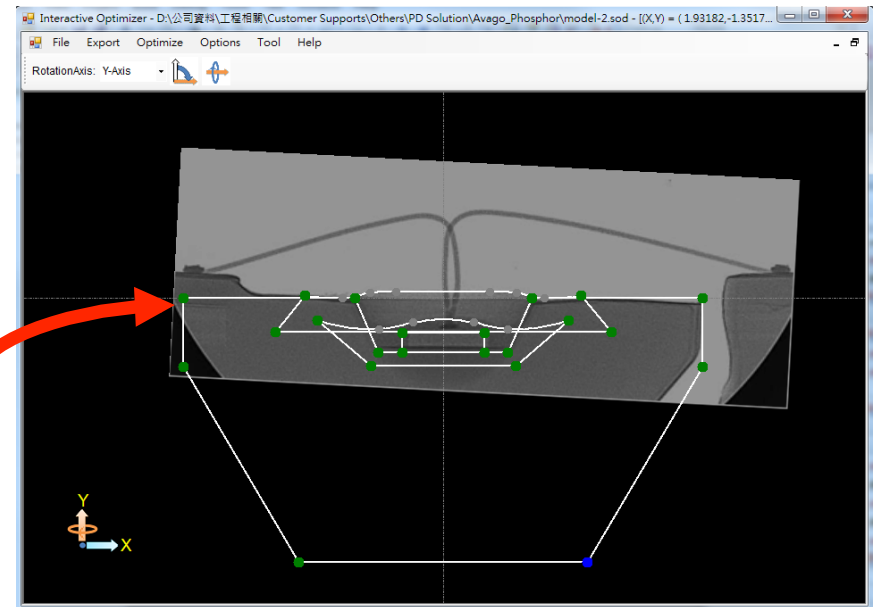 Interactive Optimizer - D:\公司資料\工程相關\Customer Supports\Others\PD Solution\Avago_Phosphor\model-2.sod - [(X,Y) = ( 1.93182,-1.3517...
File Export Optimize Options Tool Help
RotationAxis: Y-Axis
Y
X